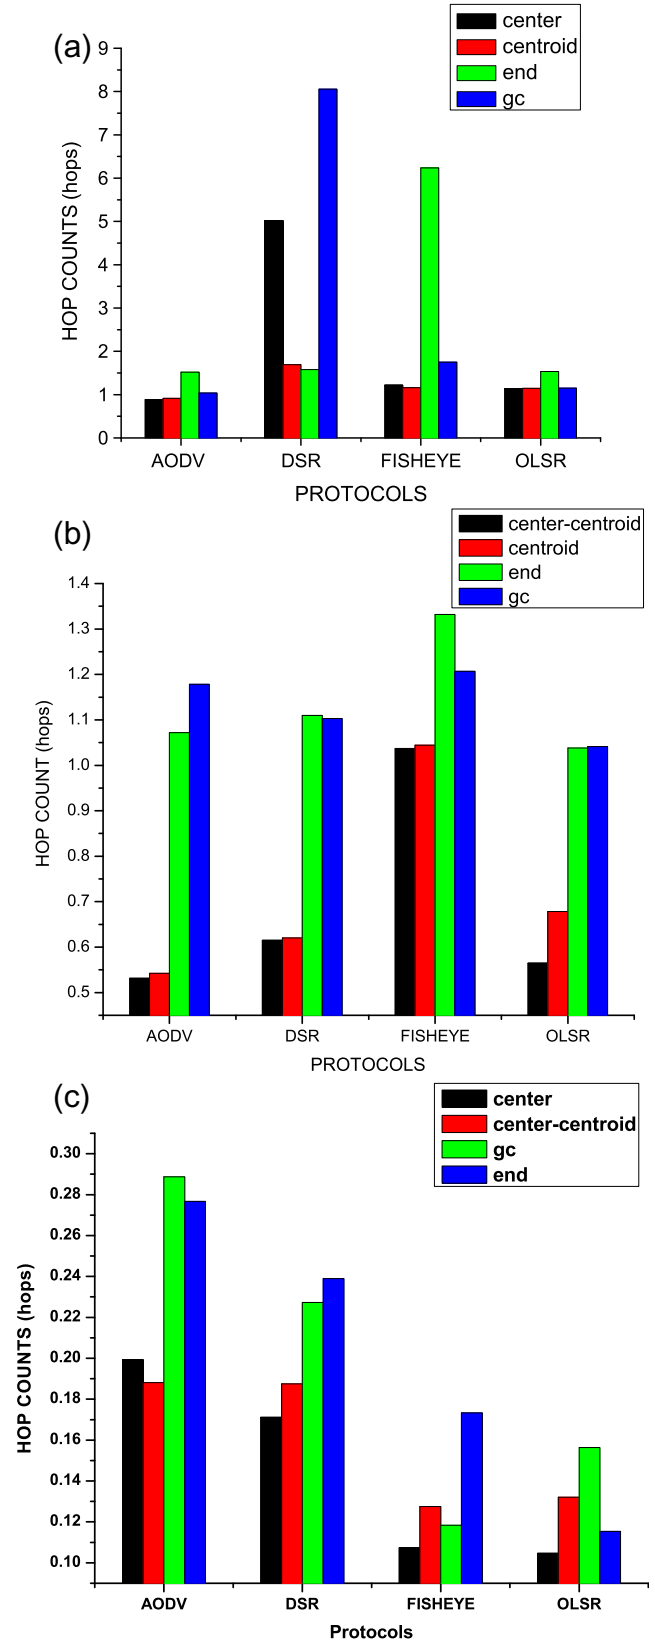 (a)
center
centroid
end
gc
HOP COUNTS (hops)
9
8
7
6
5
4
3
2
1
0
AODV DSR FISHEYE OLSR
PROTOCOLS
(b)
center-centroid
centroid
end
gc
HOP COUNT (hops)
1.4
1.3
1.2
1.1
1.0
0.9
0.8
0.7
0.6
0.5
AODV DSR FISHEYE OLSR
PROTOCOLS
(c)
center
center-centroid
gc
end
HOP COUNTS (hops)
0.30
0.28
0.26
0.24
0.22
0.20
0.18
0.16
0.14
0.12
0.10
AODV DSR FISHEYE OLSR
Protocols